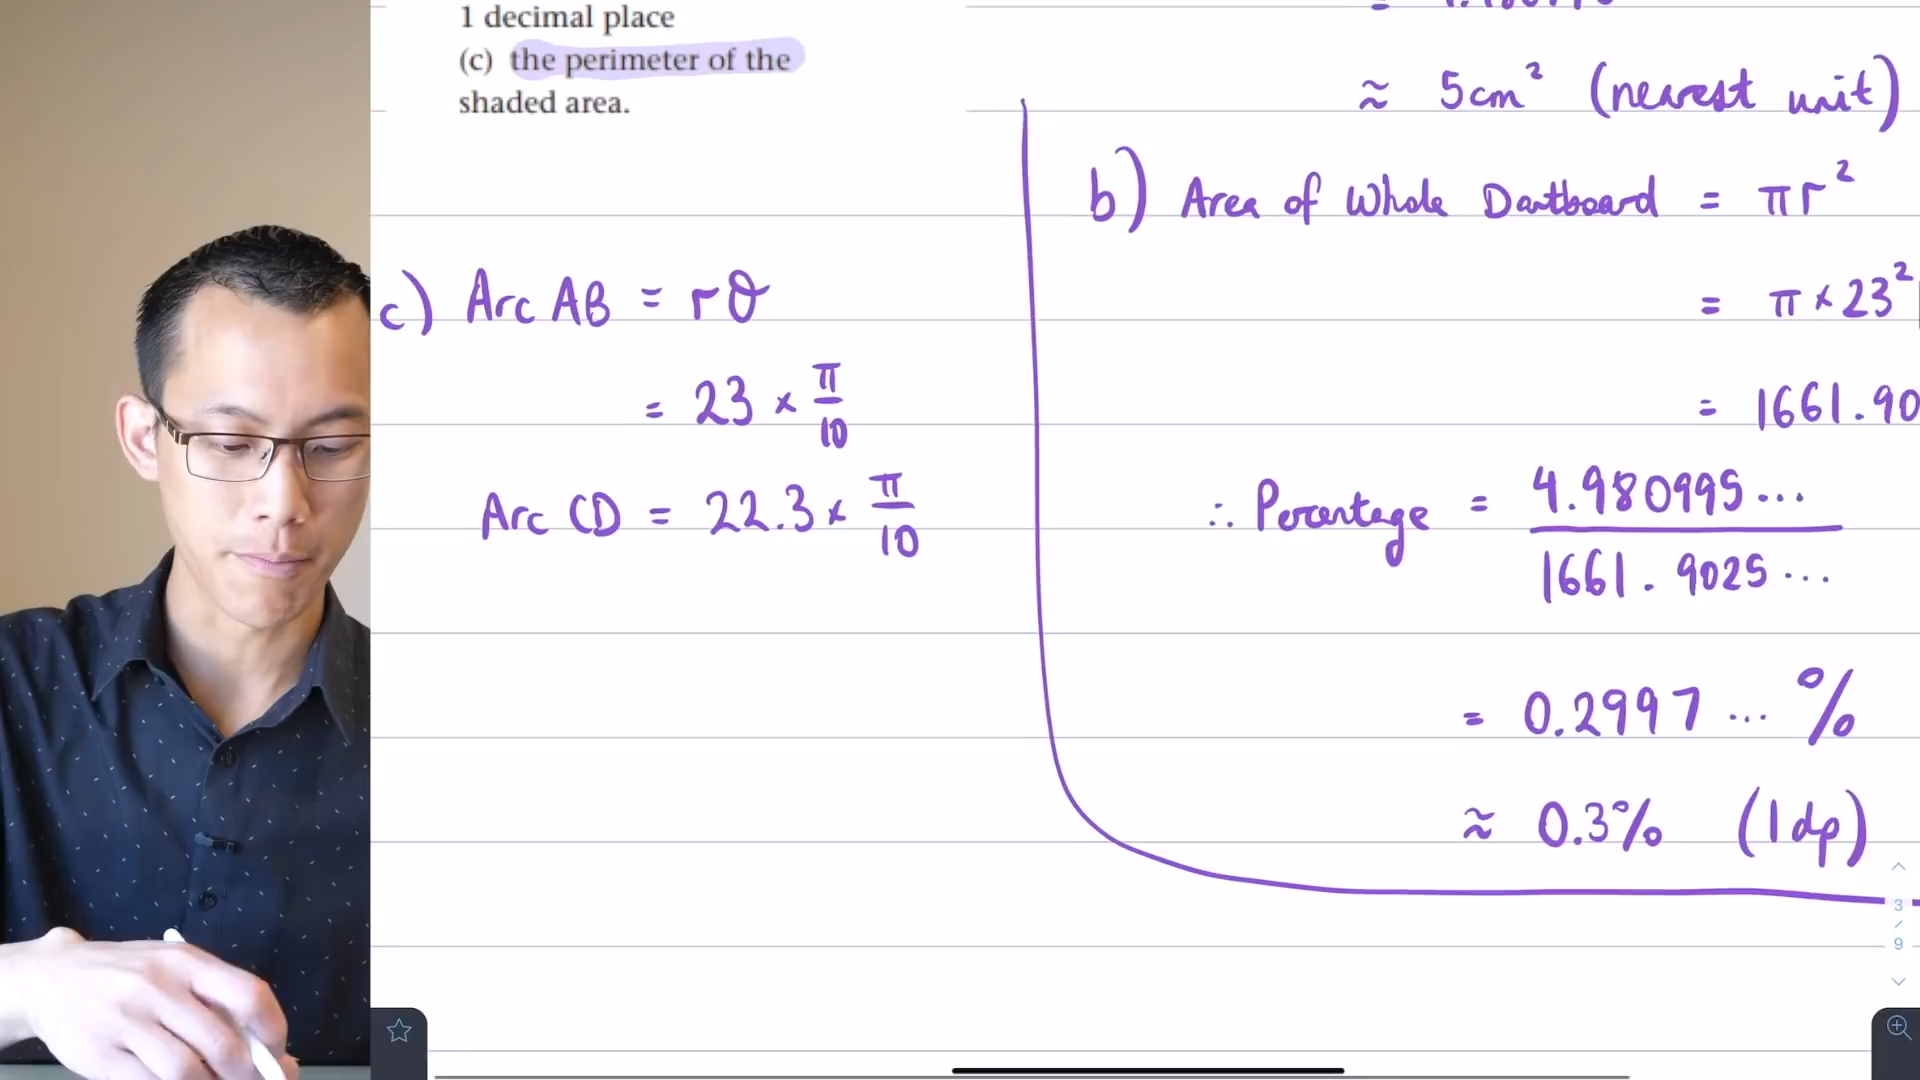 1 decimal place
(c) the perimeter of the
shaded area.
c) Arc AB = rθ
= 23 × π/10
Arc CD = 22.3 × π/10
≈ 5cm² (nearest unit)
b) Area of Whole Dartboard = πr²
= π × 23²
= 1661.90
∴ Percentage = 4.980995... / 1661.9025...
= 0.2997... %
≈ 0.3% (1dp)
3
/
9